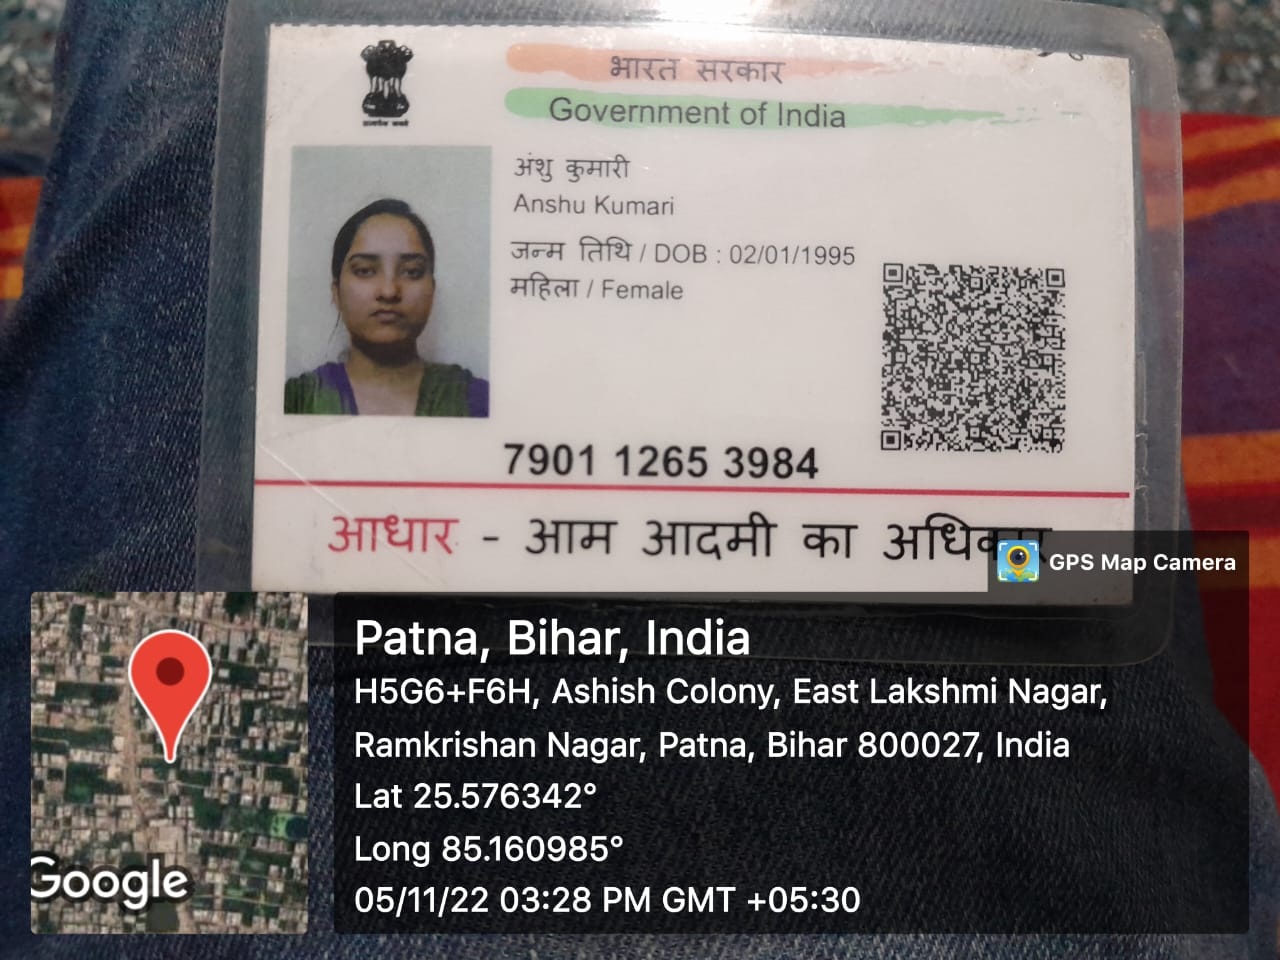 भारत सरकार
Government of India
अंशु कुमारी
Anshu Kumari
जन्म तिथि / DOB : 02/01/1995
महिला / Female
7901 1265 3984
आधार - आम आदमी का अधिकार
GPS Map Camera
Patna, Bihar, India
H5G6+F6H, Ashish Colony, East Lakshmi Nagar,
Ramkrishan Nagar, Patna, Bihar 800027, India
Lat 25.576342°
Long 85.160985°
05/11/22 03:28 PM GMT +05:30
Google